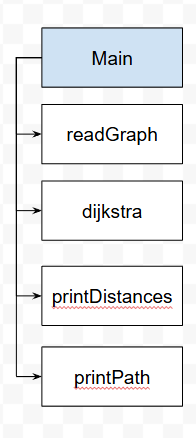 Main
readGraph
dijkstra
printDistances
printPath